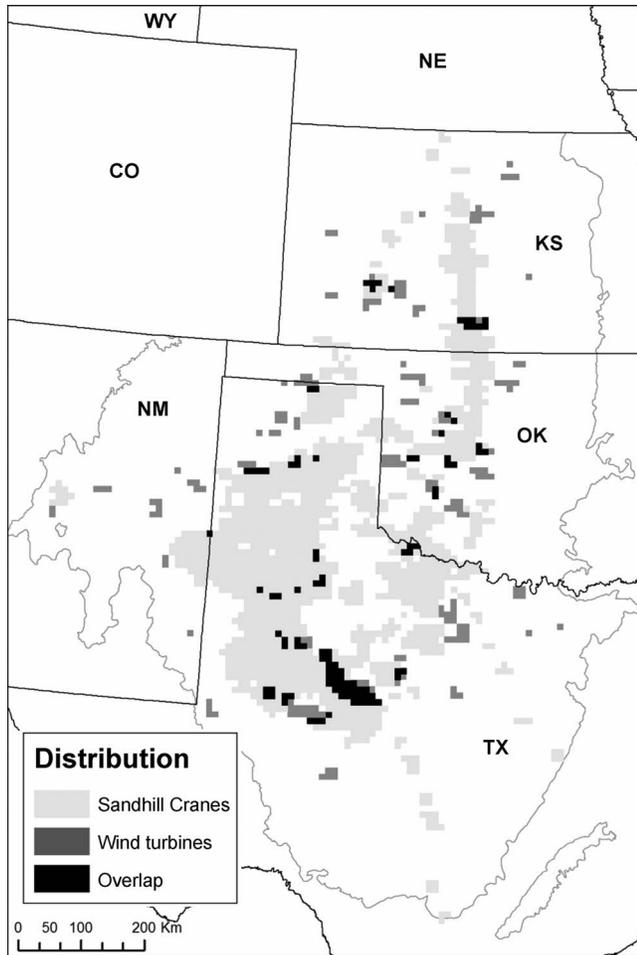 WY
NE
CO
KS
NM
OK
TX
Distribution
Sandhill Cranes
Wind turbines
Overlap
0 50 100 200 Km